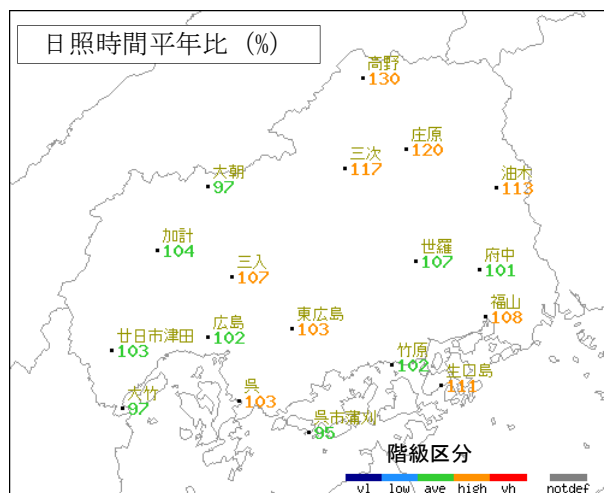 日照時間平年比 (%)
高野
130
庄原
120
三次
117
油木
113
大朝
97
加計
104
世羅
107
府中
101
三入
107
福山
108
東広島
103
広島
102
廿日市津田
103
竹原
102
生口島
111
呉
103
大竹
97
呉市蒲刈
95
階級区分
vl low ave high vh notdef